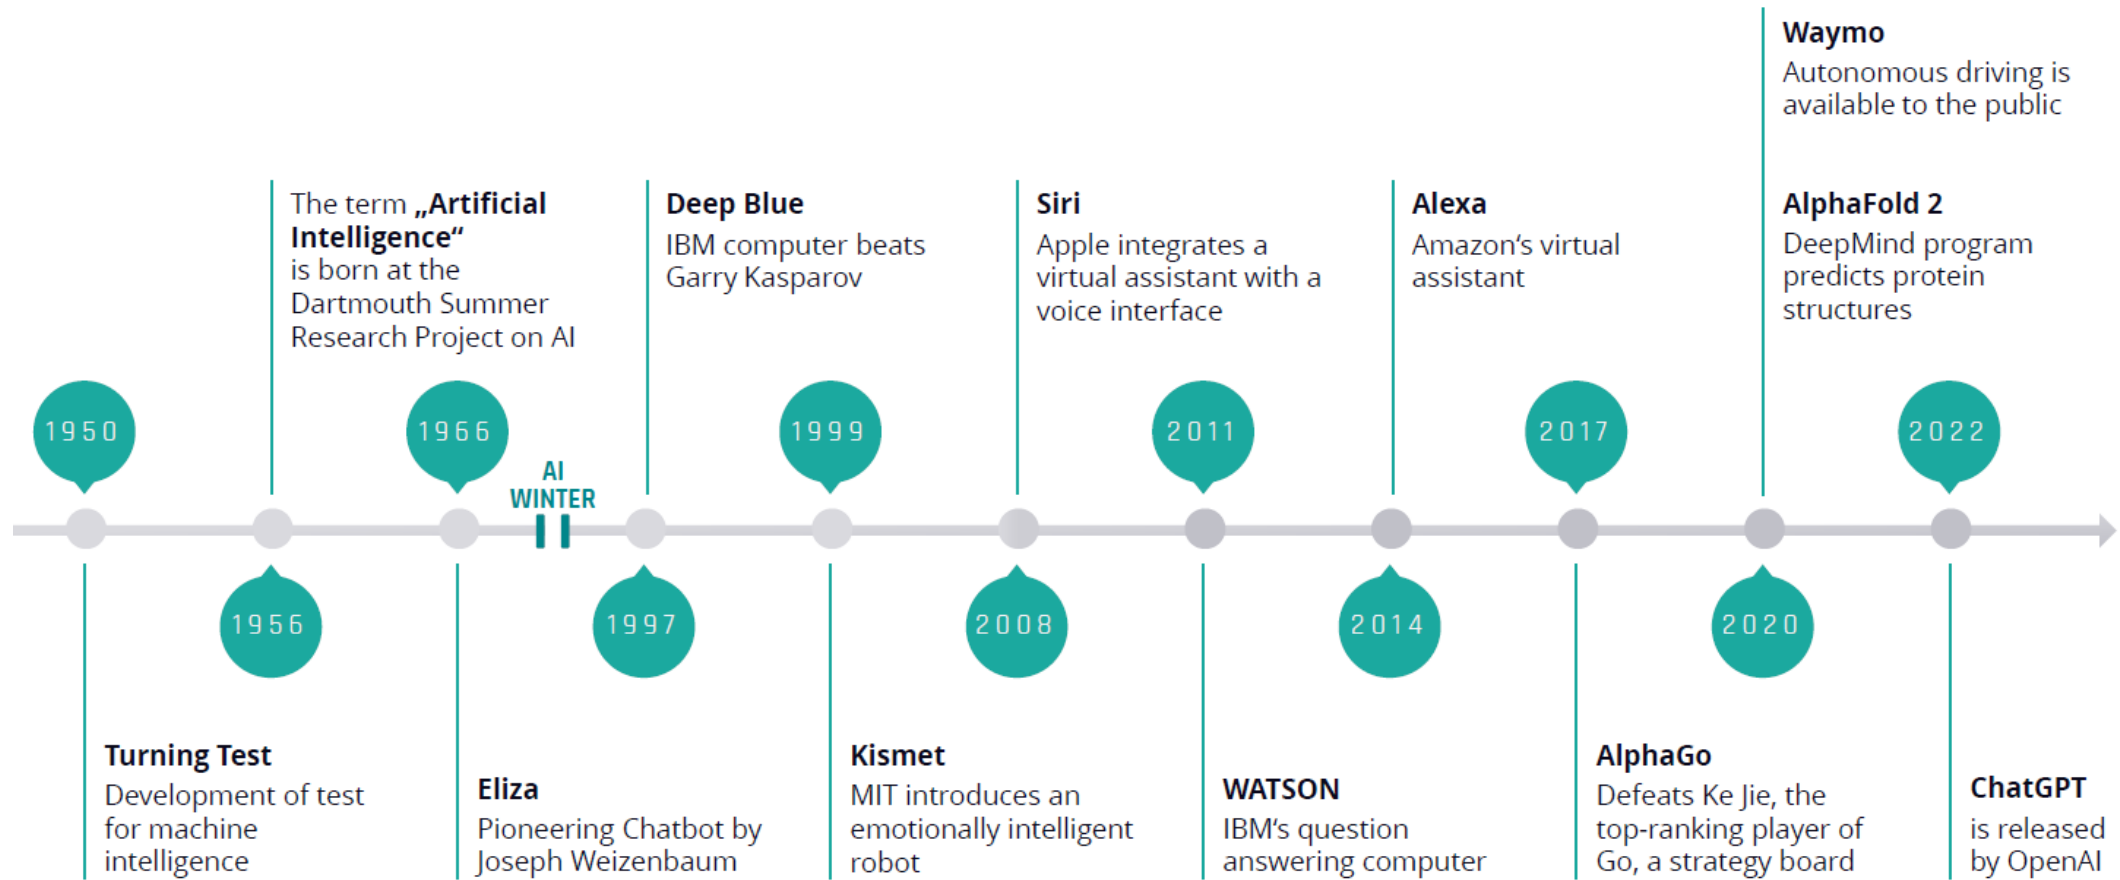 Waymo
Autonomous driving is
available to the public
The term „Artificial
Intelligence“
is born at the
Dartmouth Summer
Research Project on AI
Deep Blue
IBM computer beats
Garry Kasparov
Siri
Apple integrates a
virtual assistant with a
voice interface
Alexa
Amazon‘s virtual
assistant
AlphaFold 2
DeepMind program
predicts protein
structures
1950
1966
1999
2011
2017
2022
AI
WINTER
1956
1997
2008
2014
2020
Turning Test
Development of test
for machine
intelligence
Eliza
Pioneering Chatbot by
Joseph Weizenbaum
Kismet
MIT introduces an
emotionally intelligent
robot
WATSON
IBM‘s question
answering computer
AlphaGo
Defeats Ke Jie, the
top-ranking player of
Go, a strategy board
ChatGPT
is released
by OpenAI